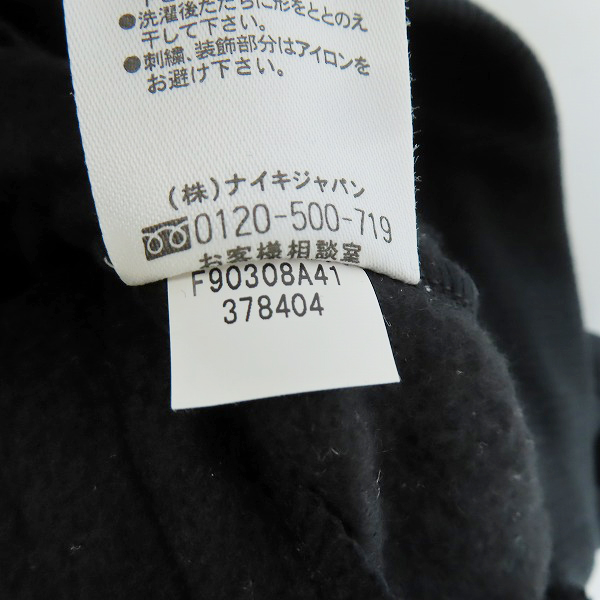 ●洗濯後ただちに形をととのえ
干して下さい。
●刺繍、装飾部分はアイロンを
お避け下さい。
(株)ナイキジャパン
0120-500-719
お客様相談室
F90308A41
378404